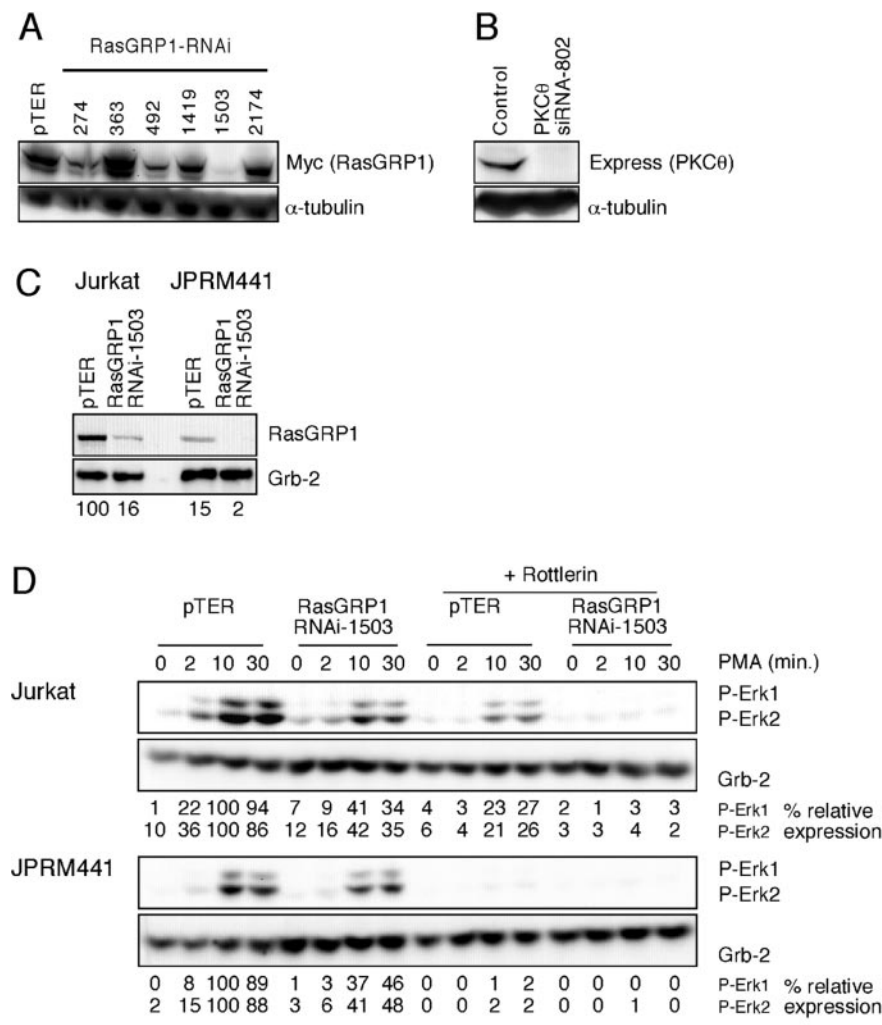 A
RasGRP1-RNAi
pTER
274
363
492
1419
1503
2174
Myc (RasGRP1)
α-tubulin
B
Control
PKCθ
siRNA-802
Express (PKCθ)
α-tubulin
C
Jurkat JPRM441
pTER
RasGRP1
RNAi-1503
pTER
RasGRP1
RNAi-1503
RasGRP1
Grb-2
100 16 15 2
D
+ Rottlerin
pTER RasGRP1 RNAi-1503 pTER RasGRP1 RNAi-1503
0 2 10 30 0 2 10 30 0 2 10 30 0 2 10 30 PMA (min.)
Jurkat
P-Erk1
P-Erk2
Grb-2
1 22 100 94 7 9 41 34 4 3 23 27 2 1 3 3 P-Erk1 % relative
10 36 100 86 12 16 42 35 6 4 21 26 3 3 4 2 P-Erk2 expression
JPRM441
P-Erk1
P-Erk2
Grb-2
0 8 100 89 1 3 37 46 0 0 1 2 0 0 0 0 P-Erk1 % relative
2 15 100 88 3 6 41 48 0 0 2 2 0 0 1 0 P-Erk2 expression